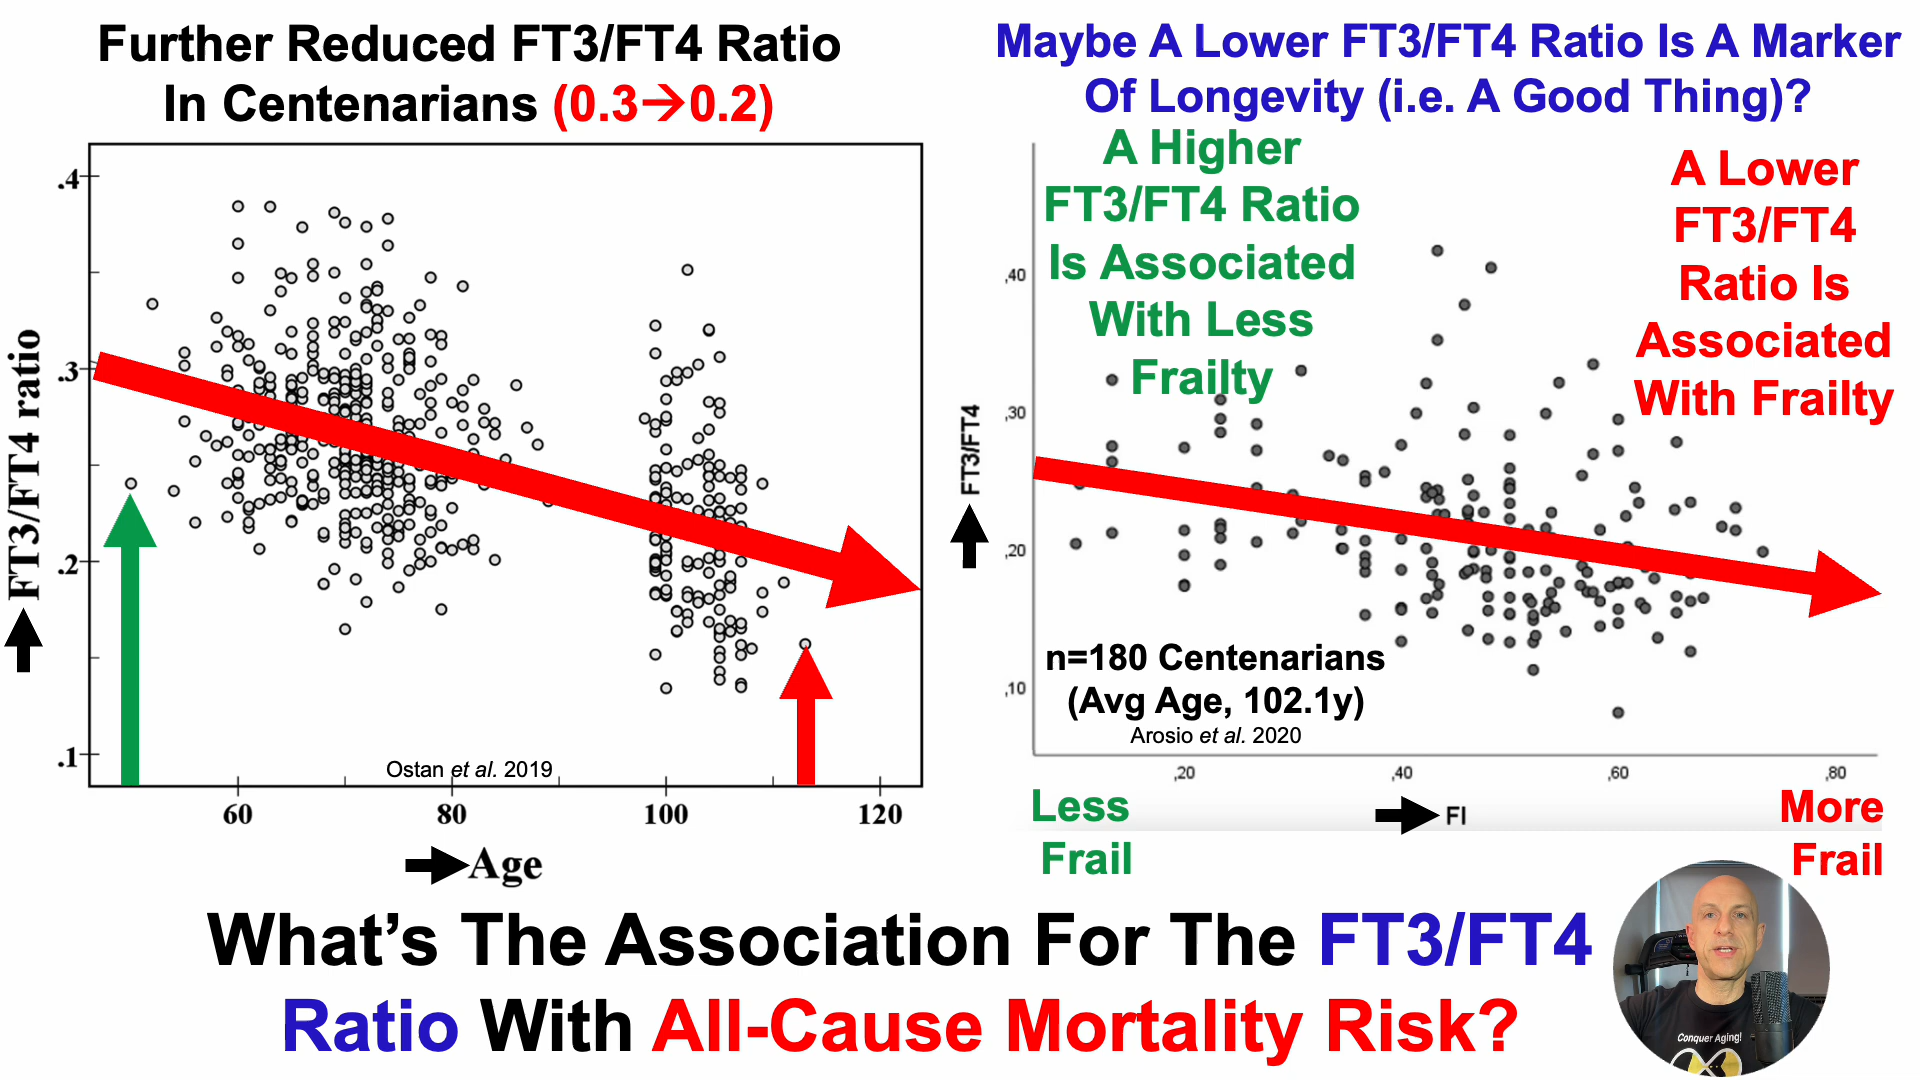 Further Reduced FT3/FT4 Ratio
In Centenarians (0.3→0.2)
.4
.3
.2
.1
FT3/FT4 ratio
Ostan et al. 2019
60
80
100
120
Age
Maybe A Lower FT3/FT4 Ratio Is A Marker
Of Longevity (i.e. A Good Thing)?
A Higher
FT3/FT4 Ratio
Is Associated
With Less
Frailty
A Lower
FT3/FT4
Ratio Is
Associated
With Frailty
,40
,30
,20
,10
FT3/FT4
n=180 Centenarians
(Avg Age, 102.1y)
Arosio et al. 2020
,20
,40
,60
,80
FI
Less
Frail
More
Frail
What's The Association For The FT3/FT4
Ratio With All-Cause Mortality Risk?
Conquer Aging!